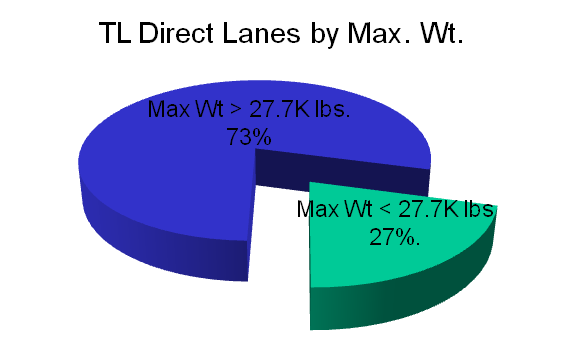 TL Direct Lanes by Max. Wt.
Max Wt > 27.7K lbs.
73%
Max Wt < 27.7K lbs
27%.